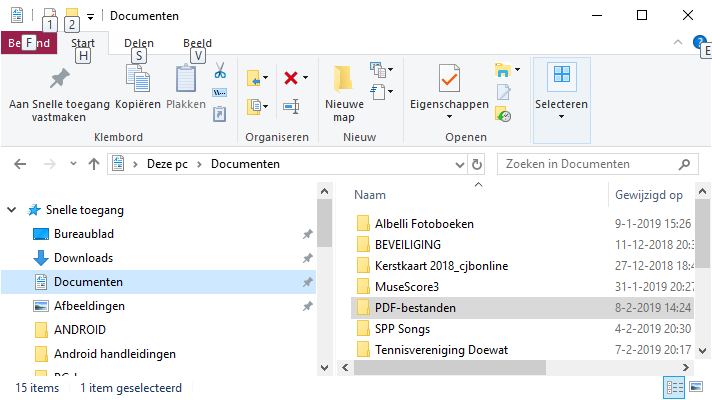 1 2 Documenten
Bestand F Start H Delen S Beeld V E
Aan Snelle toegang vastmaken
Kopiëren
Plakken
Klembord
Organiseren
Nieuwe map
Nieuw
Eigenschappen
Openen
Selecteren
Deze pc Documenten
Zoeken in Documenten
Snelle toegang
Bureaublad
Downloads
Documenten
Afbeeldingen
ANDROID
Android handleidingen
Naam Gewijzigd op
Albelli Fotoboeken 9-1-2019 15:26
BEVEILIGING 11-12-2018 20:3
Kerstkaart 2018_cjbonline 27-12-2018 18:4
MuseScore3 31-1-2019 20:27
PDF-bestanden 8-2-2019 14:24
SPP Songs 4-2-2019 20:30
Tennisvereniging Doewat 7-2-2019 20:17
15 items 1 item geselecteerd